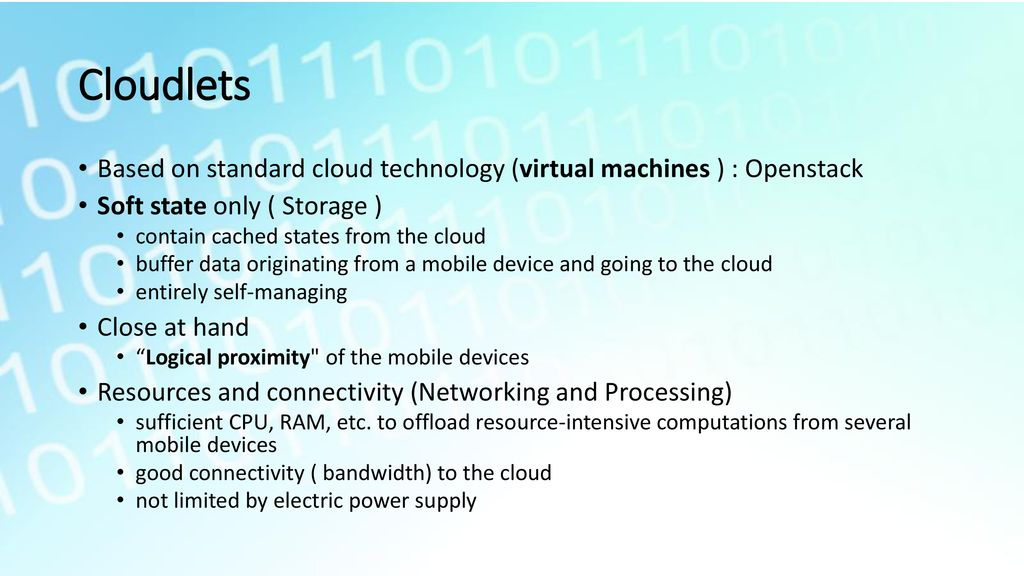 Cloudlets
• Based on standard cloud technology (virtual machines ) : Openstack
• Soft state only ( Storage )
• contain cached states from the cloud
• buffer data originating from a mobile device and going to the cloud
• entirely self-managing
• Close at hand
• “Logical proximity" of the mobile devices
• Resources and connectivity (Networking and Processing)
• sufficient CPU, RAM, etc. to offload resource-intensive computations from several
mobile devices
• good connectivity ( bandwidth) to the cloud
• not limited by electric power supply